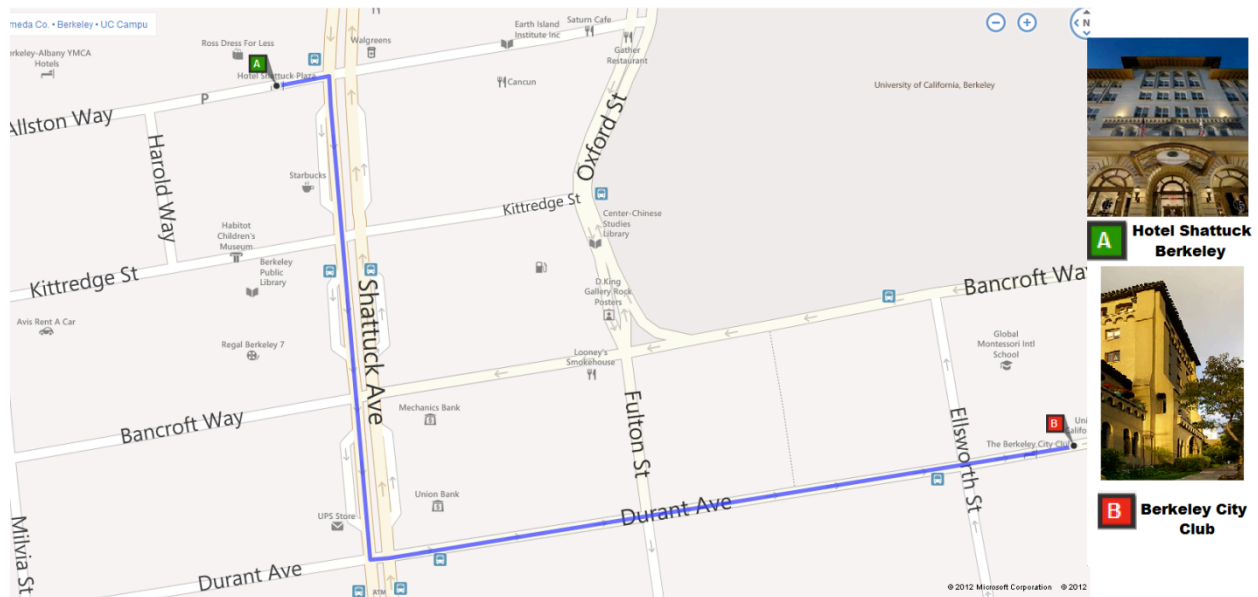 meda Co. • Berkeley • UC Campu
N
Saturn Cafe
Earth Island
Institute Inc
Walgreens
Ross Dress For Less
Gather
Restaurant
rkeley-Albany YMCA
Hotels
A
Hotel Shattuck Plaza
Cancun
University of California, Berkeley
P
Allston Way
Harold Way
Oxford St
Starbucks
Kittredge St
Center-Chinese
Studies
Library
Habitot
Children's
Museum
Berkeley
Public
Library
Kittredge St
Shattuck Ave
D.King
Gallery Rock
Posters
Bancroft Way
Avis Rent A Car
Regal Berkeley 7
Looney's
Smokehouse
Global
Montessori Intl
School
Mechanics Bank
Bancroft Way
Fulton St
Ellsworth St
B
Uni
Califo
The Berkeley City Club
Union Bank
UPS Store
Durant Ave
Milvia St
Durant Ave
ATM
© 2012 Microsoft Corporation © 2012
A
Hotel Shattuck
Berkeley
B
Berkeley City
Club